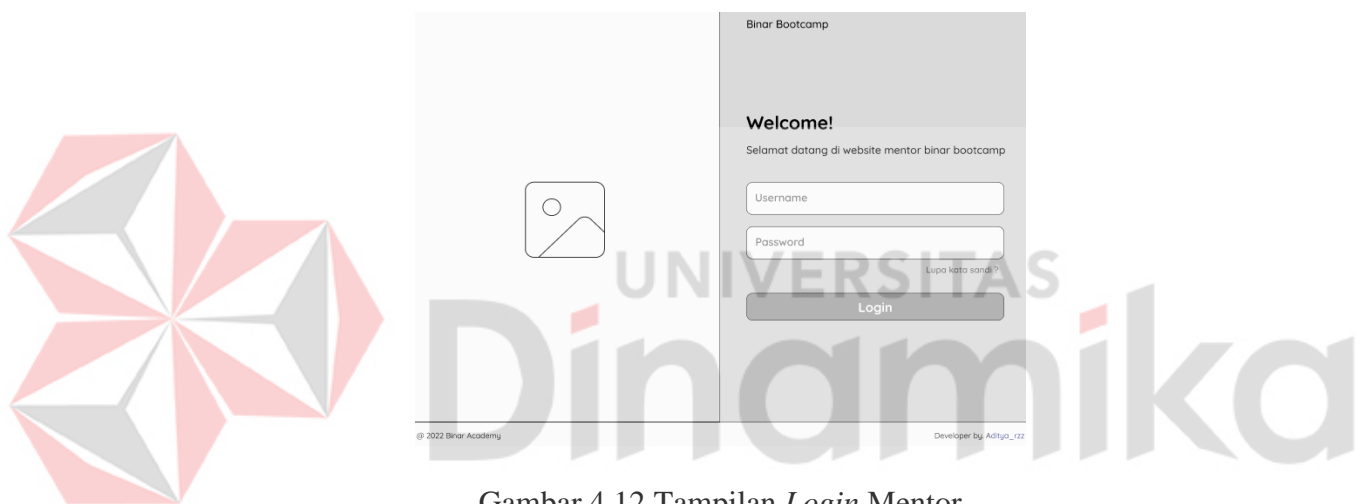 Binar Bootcamp
Welcome!
Selamat datang di website mentor binar bootcamp
Username
Password
Lupa kata sandi ?
Login
UNIVERSITAS
Dinamika
@ 2022 Binar Academy
Developer by. Aditya_rzz
Gambar 4.12 Tampilan Login Mentor